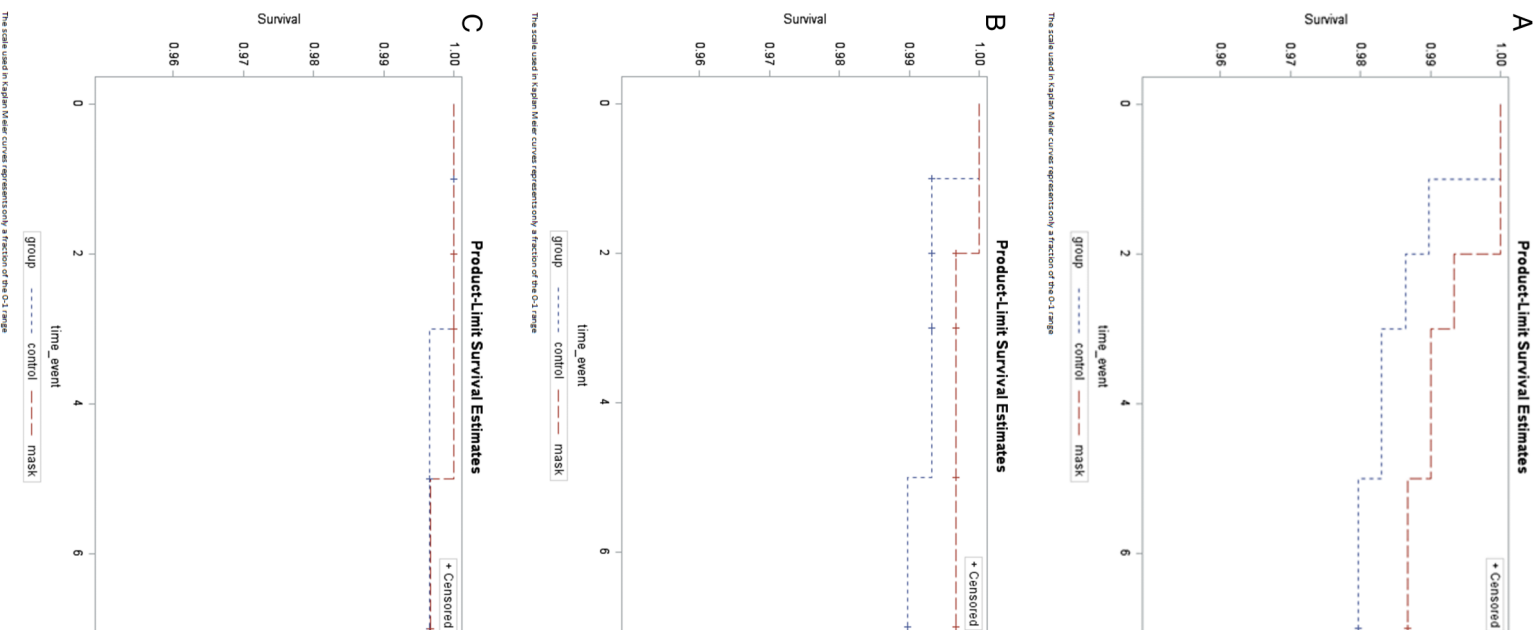 A
Product-Limit Survival Estimates
+ Censored
1.00
0.99
0.98
0.97
0.96
Survival
0 2 4 6
time_event
group control mask
The scale used in Kaplan Meier curves represents only a fraction of the 0-1 range
B
Product-Limit Survival Estimates
+ Censored
1.00
0.99
0.98
0.97
0.96
Survival
0 2 4 6
time_event
group control mask
The scale used in Kaplan Meier curves represents only a fraction of the 0-1 range
C
Product-Limit Survival Estimates
+ Censored
1.00
0.99
0.98
0.97
0.96
Survival
0 2 4 6
time_event
group control mask
The scale used in Kaplan Meier curves represents only a fraction of the 0-1 range